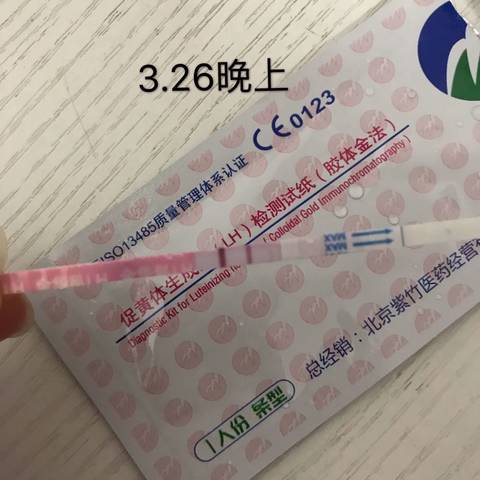 3.26晚上
CE0123
ISO13485质量管理体系认证
促黄体生成 (LH)检测试纸（胶体金法）
Diagnostic Kit for Luteinizing Colloidal Gold Immunochromatography)
MAX
MAX
总经销：北京紫竹医药经营
1人份 条型